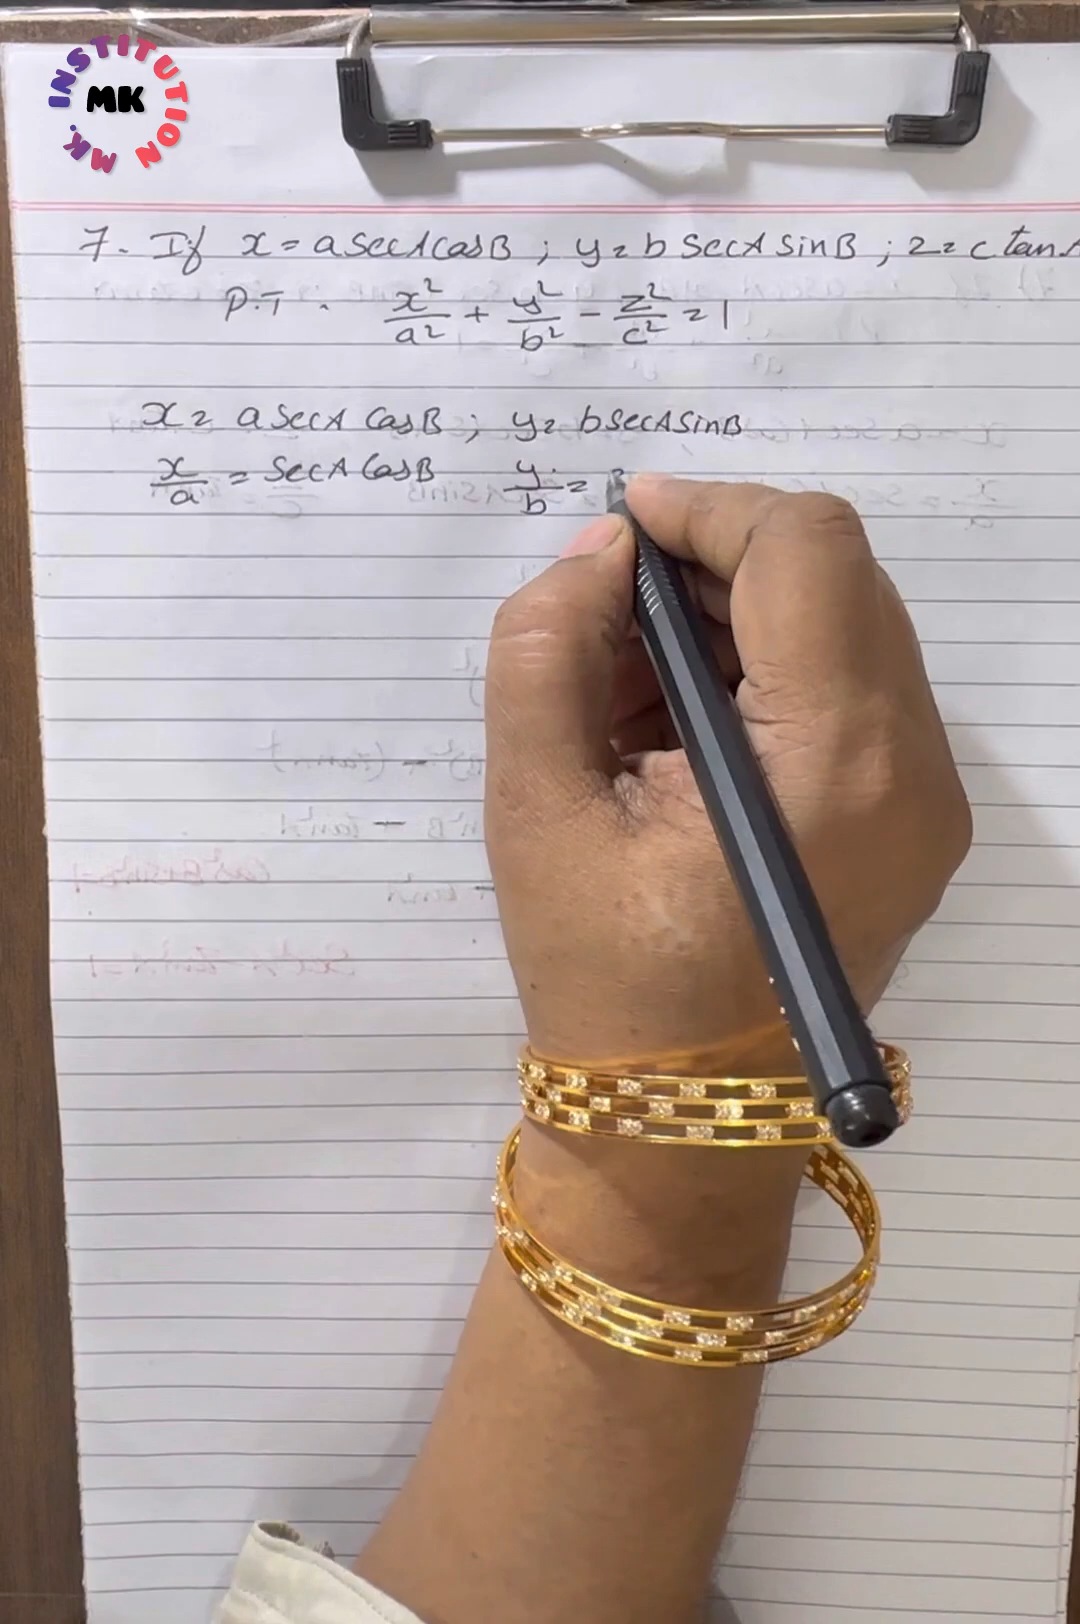 MK. INSTITUTION
MK
7. If x = a SecA CosB ; y = b SecA SinB ; z = c tanA
P.T. x²/a² + y²/b² - z²/c² = 1
x = a SecA CosB ; y = b SecA SinB
x/a = SecA CosB y/b =